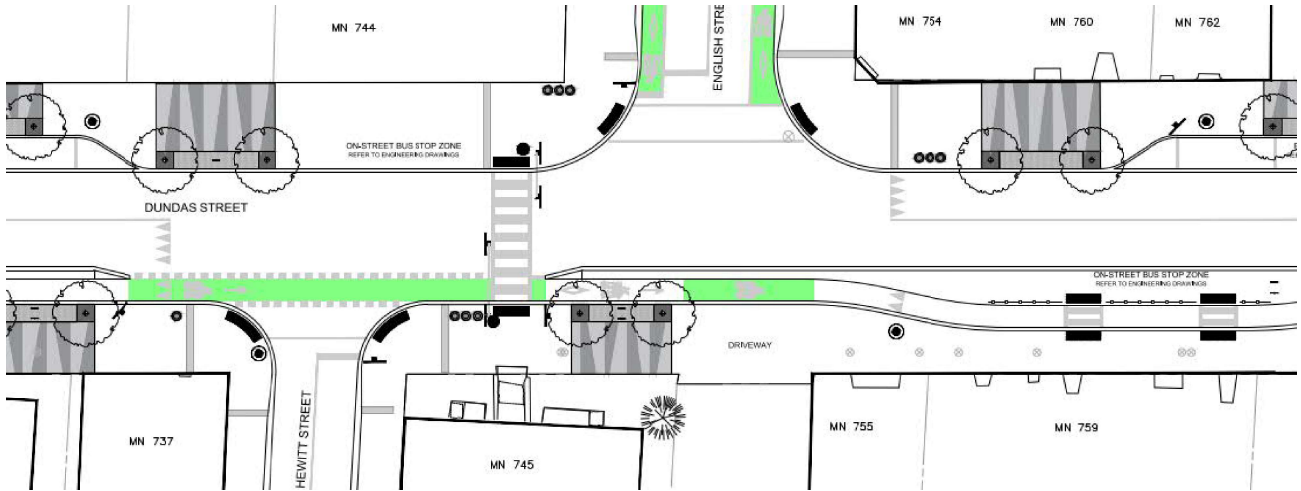 MN 744
ENGLISH STRE
MN 754
MN 760
MN 762
ON-STREET BUS STOP ZONE
REFER TO ENGINEERING DRAWINGS
DUNDAS STREET
ON-STREET BUS STOP ZONE
REFER TO ENGINEERING DRAWINGS
DRIVEWAY
HEWITT STREET
MN 737
MN 745
MN 755
MN 759